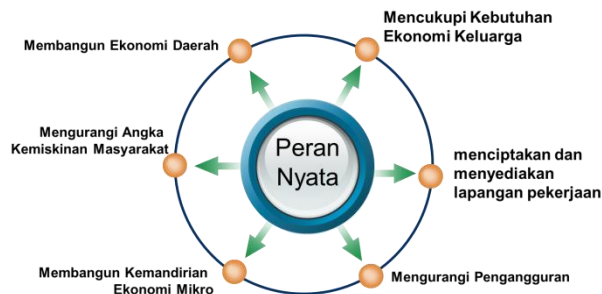 Mencukupi Kebutuhan
Ekonomi Keluarga
Membangun Ekonomi Daerah
Peran
Nyata
Mengurangi Angka
Kemiskinan Masyarakat
menciptakan dan
menyediakan
lapangan pekerjaan
Membangun Kemandirian
Ekonomi Mikro
Mengurangi Pengangguran